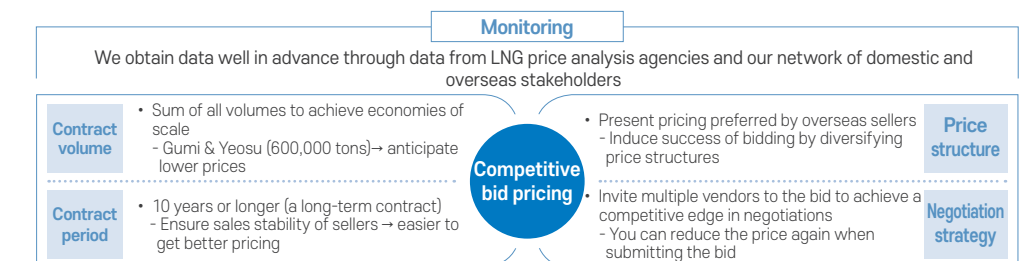 Monitoring
We obtain data well in advance through data from LNG price analysis agencies and our network of domestic and
overseas stakeholders
Contract
volume
• Sum of all volumes to achieve economies of
scale
- Gumi & Yeosu (600,000 tons)→ anticipate
lower prices
Contract
period
• 10 years or longer (a long-term contract)
- Ensure sales stability of sellers → easier to
get better pricing
Competitive
bid pricing
• Present pricing preferred by overseas sellers
- Induce success of bidding by diversifying
price structures
Price
structure
• Invite multiple vendors to the bid to achieve a
competitive edge in negotiations
- You can reduce the price again when
submitting the bid
Negotiation
strategy